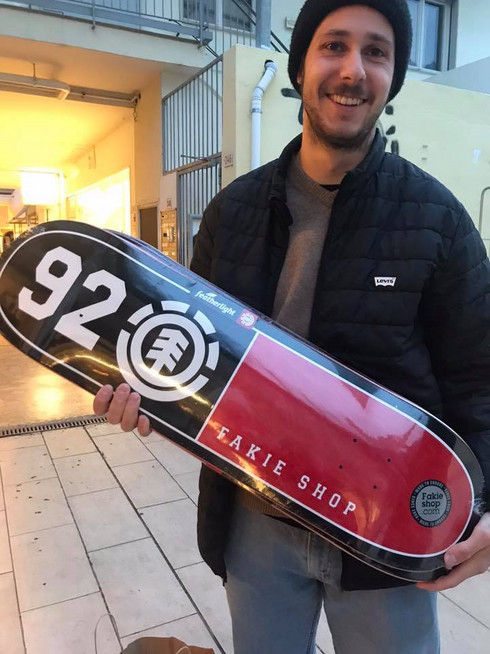 92
featherlight
FAKIE SHOP
Fakie
shop
.com
Levi's